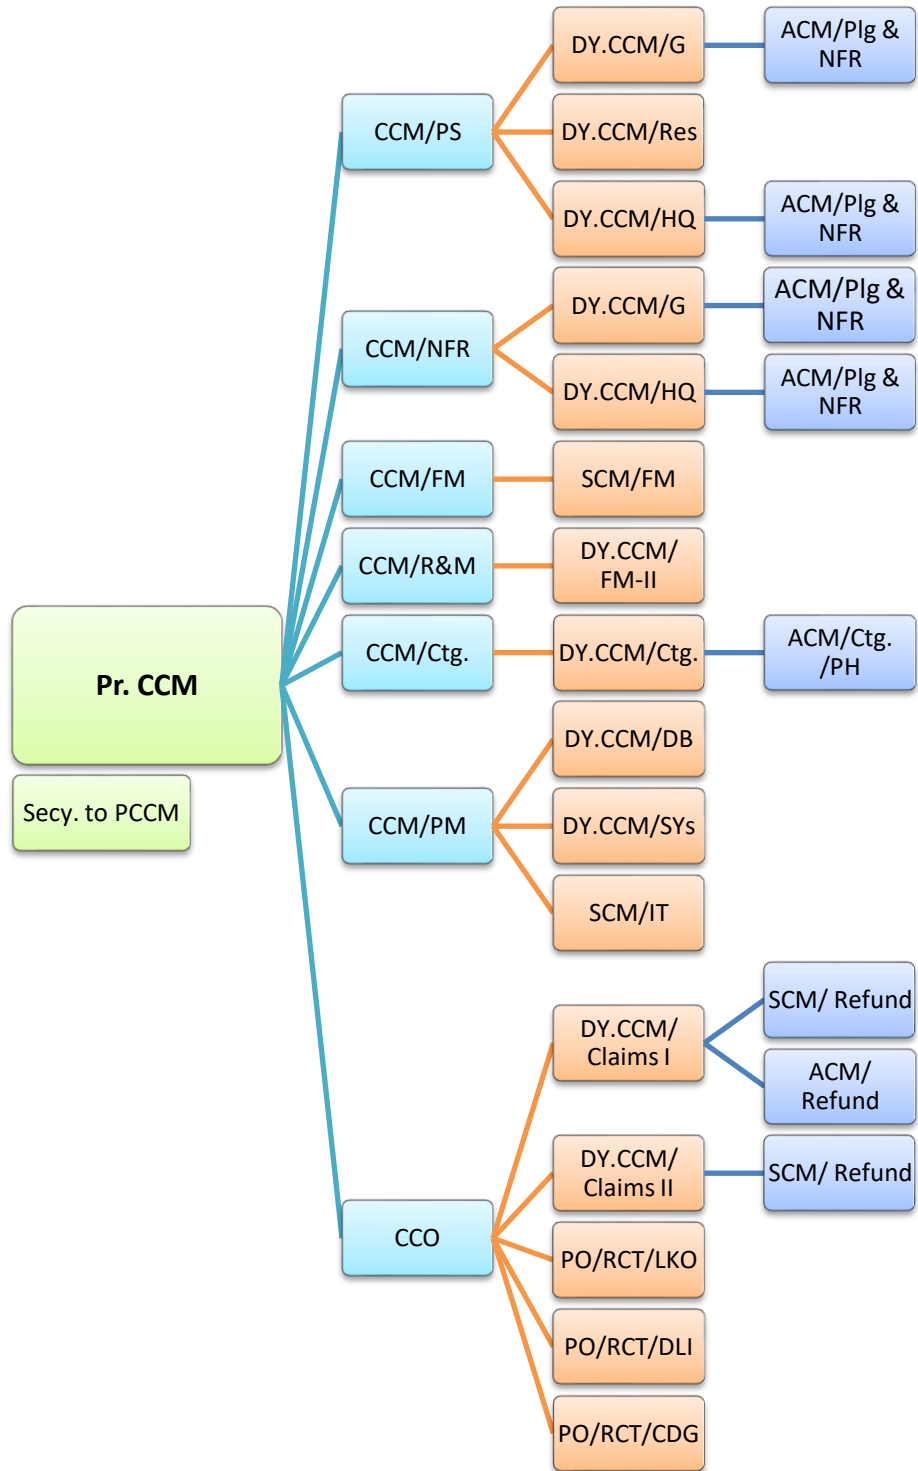 Pr. CCM
Secy. to PCCM
CCM/PS
DY.CCM/G
ACM/Plg &
NFR
DY.CCM/Res
DY.CCM/HQ
ACM/Plg &
NFR
CCM/NFR
DY.CCM/G
ACM/Plg &
NFR
DY.CCM/HQ
ACM/Plg &
NFR
CCM/FM
SCM/FM
CCM/R&M
DY.CCM/
FM-II
CCM/Ctg.
DY.CCM/Ctg.
ACM/Ctg.
/PH
CCM/PM
DY.CCM/DB
DY.CCM/SYs
SCM/IT
CCO
DY.CCM/
Claims I
SCM/ Refund
ACM/
Refund
DY.CCM/
Claims II
SCM/ Refund
PO/RCT/LKO
PO/RCT/DLI
PO/RCT/CDG